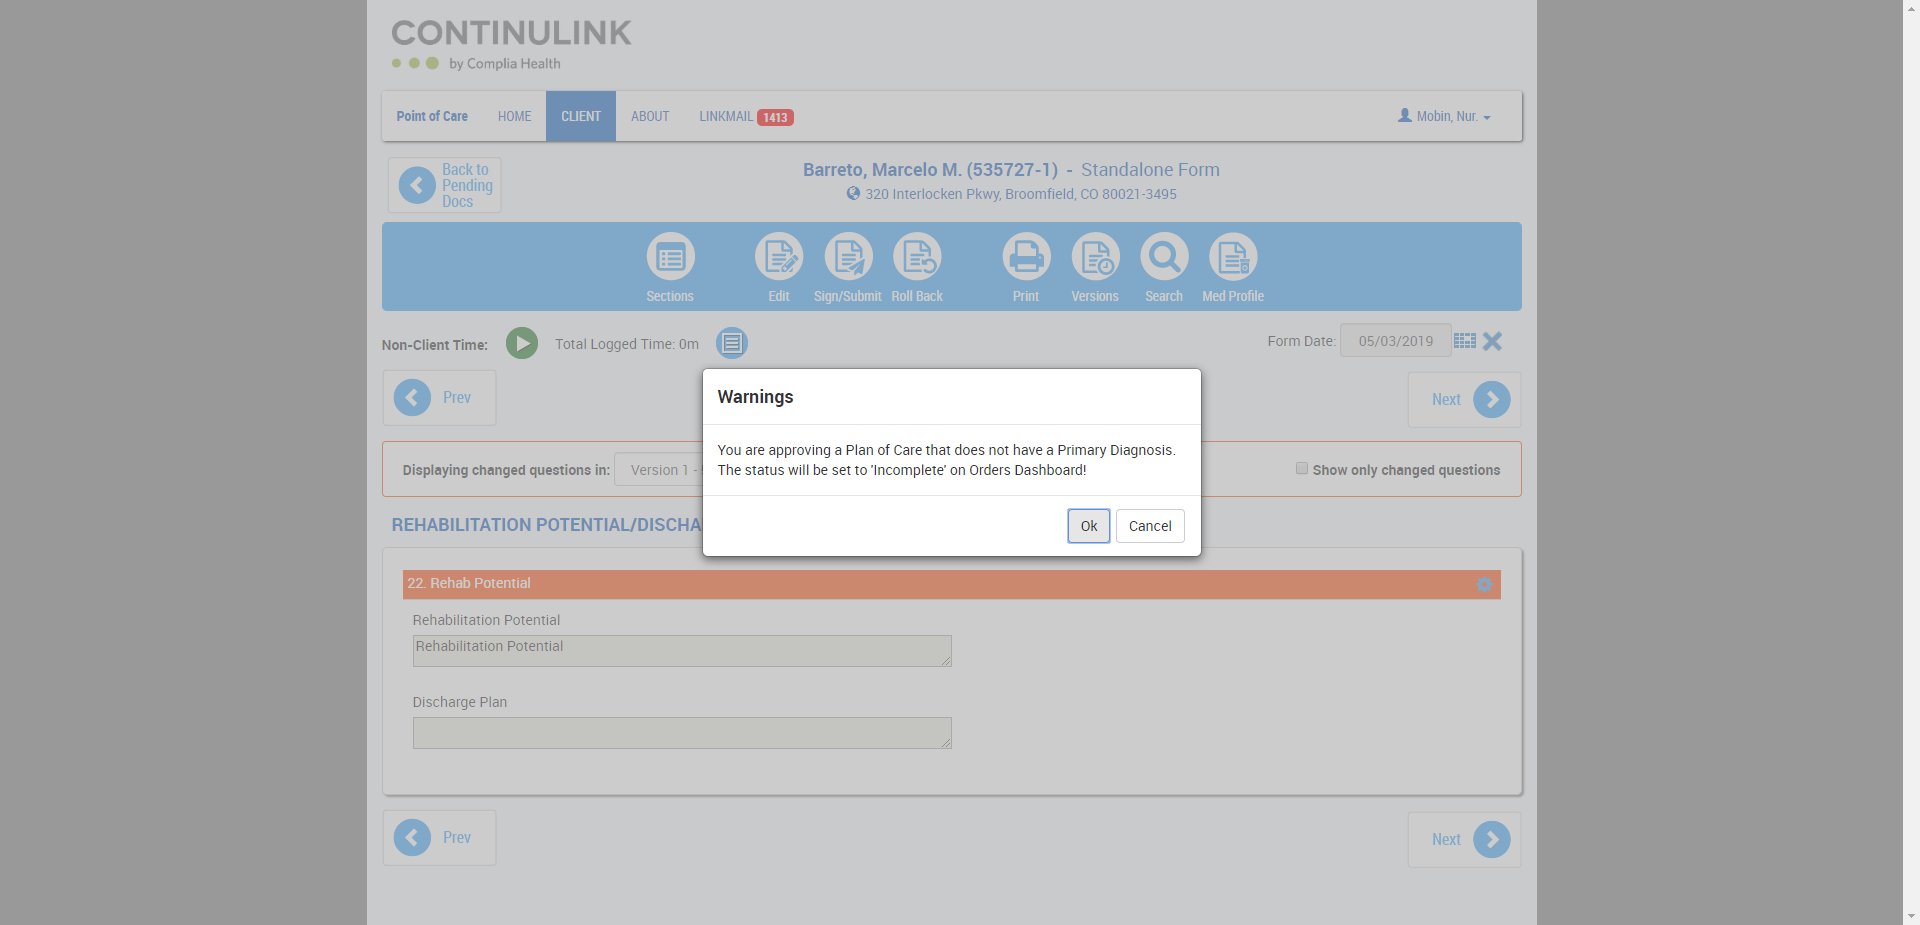 CONTINULINK
by Complia Health
Point of Care HOME CLIENT ABOUT LINKMAIL 1413 Mobin, Nur.
Back to
Pending
Docs
Barreto, Marcelo M. (535727-1) - Standalone Form
320 Interlocken Pkwy, Broomfield, CO 80021-3495
Sections Edit Sign/Submit Roll Back Print Versions Search Med Profile
Non-Client Time: Total Logged Time: 0m Form Date: 05/03/2019
Prev Next
Warnings
You are approving a Plan of Care that does not have a Primary Diagnosis.
The status will be set to 'Incomplete' on Orders Dashboard!
Ok Cancel
Displaying changed questions in: Version 1 - Show only changed questions
REHABILITATION POTENTIAL/DISCHA
22. Rehab Potential
Rehabilitation Potential
Rehabilitation Potential
Discharge Plan
Prev Next